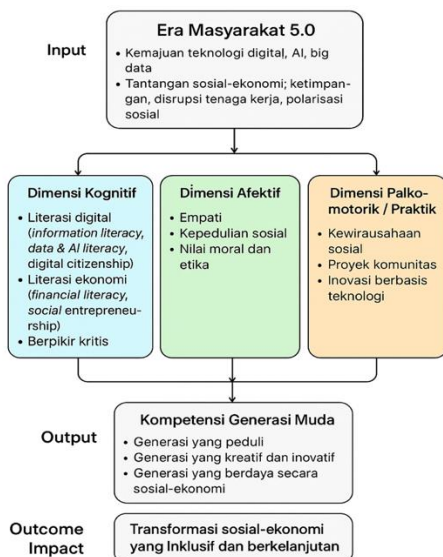 Input
Era Masyarakat 5.0
• Kemajuan teknologi digital, AI, big
data
• Tantangan sosial-ekonomi; ketimpan-
gan, disrupsi tenaga kerja, polarisasi
sosial
Dimensi Kognitif
• Literasi digital
(information literacy,
data & AI literacy,
digital citizenship)
• Literasi ekonomi
(financial literacy,
social entrepreneu-
rship)
• Berpikir kritis
Dimensi Afektif
• Empati
• Kepedulian sosial
• Nilai moral dan
etika
Dimensi Palko-
motorik / Praktik
• Kewirausahaan
sosial
• Proyek komunitas
• Inovasi berbasis
teknologi
Output
Kompetensi Generasi Muda
• Generasi yang peduli
• Generasi yang kreatif dan inovatif
• Generasi yang berdaya secara
sosial-ekonomi
Outcome
Impact
Transformasi sosial-ekonomi
yang Inklusif dan berkelanjutan